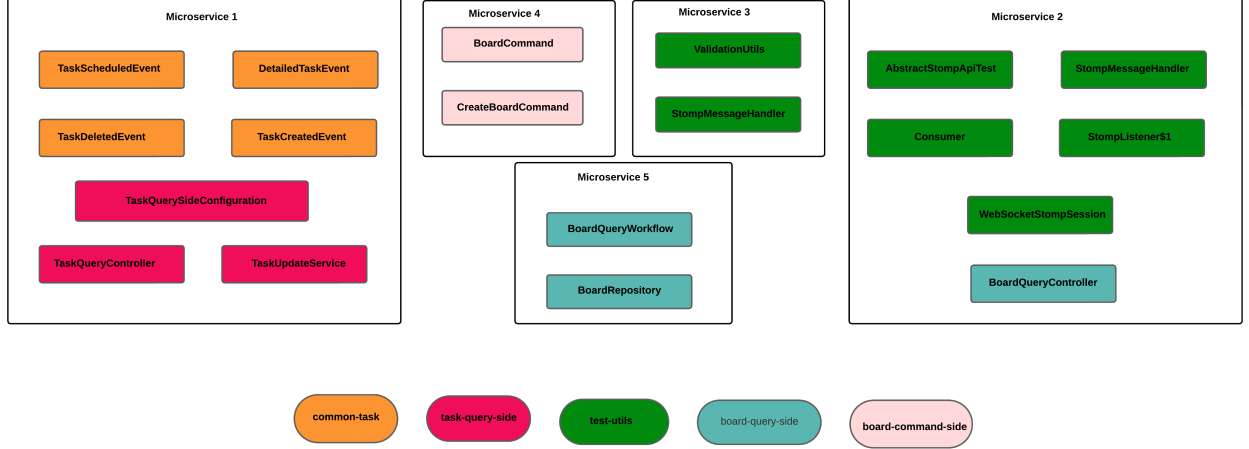 Microservice 1
TaskScheduledEvent
DetailedTaskEvent
TaskDeletedEvent
TaskCreatedEvent
TaskQuerySideConfiguration
TaskQueryController
TaskUpdateService
Microservice 4
BoardCommand
CreateBoardCommand
Microservice 3
ValidationUtils
StompMessageHandler
Microservice 5
BoardQueryWorkflow
BoardRepository
Microservice 2
AbstractStompApiTest
StompMessageHandler
Consumer
StompListener$1
WebSocketStompSession
BoardQueryController
common-task
task-query-side
test-utils
board-query-side
board-command-side